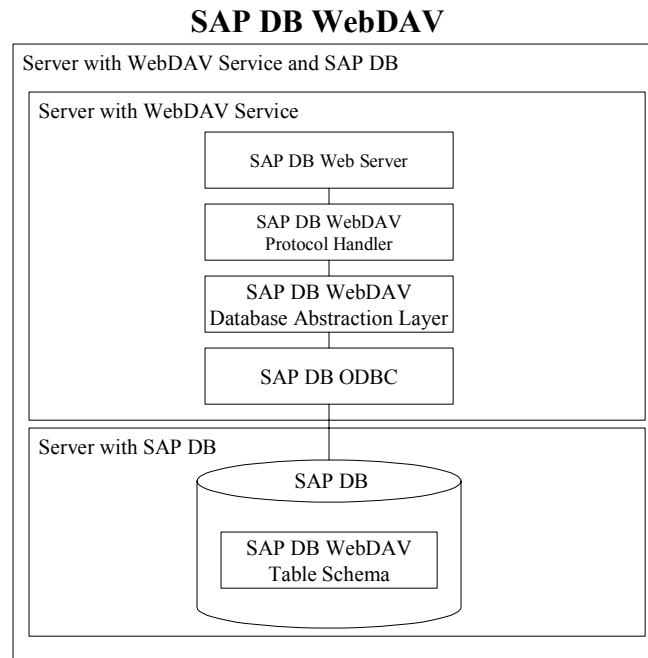 SAP DB WebDAV
Server with WebDAV Service and SAP DB
Server with WebDAV Service
SAP DB Web Server
SAP DB WebDAV
Protocol Handler
SAP DB WebDAV
Database Abstraction Layer
SAP DB ODBC
Server with SAP DB
SAP DB
SAP DB WebDAV
Table Schema